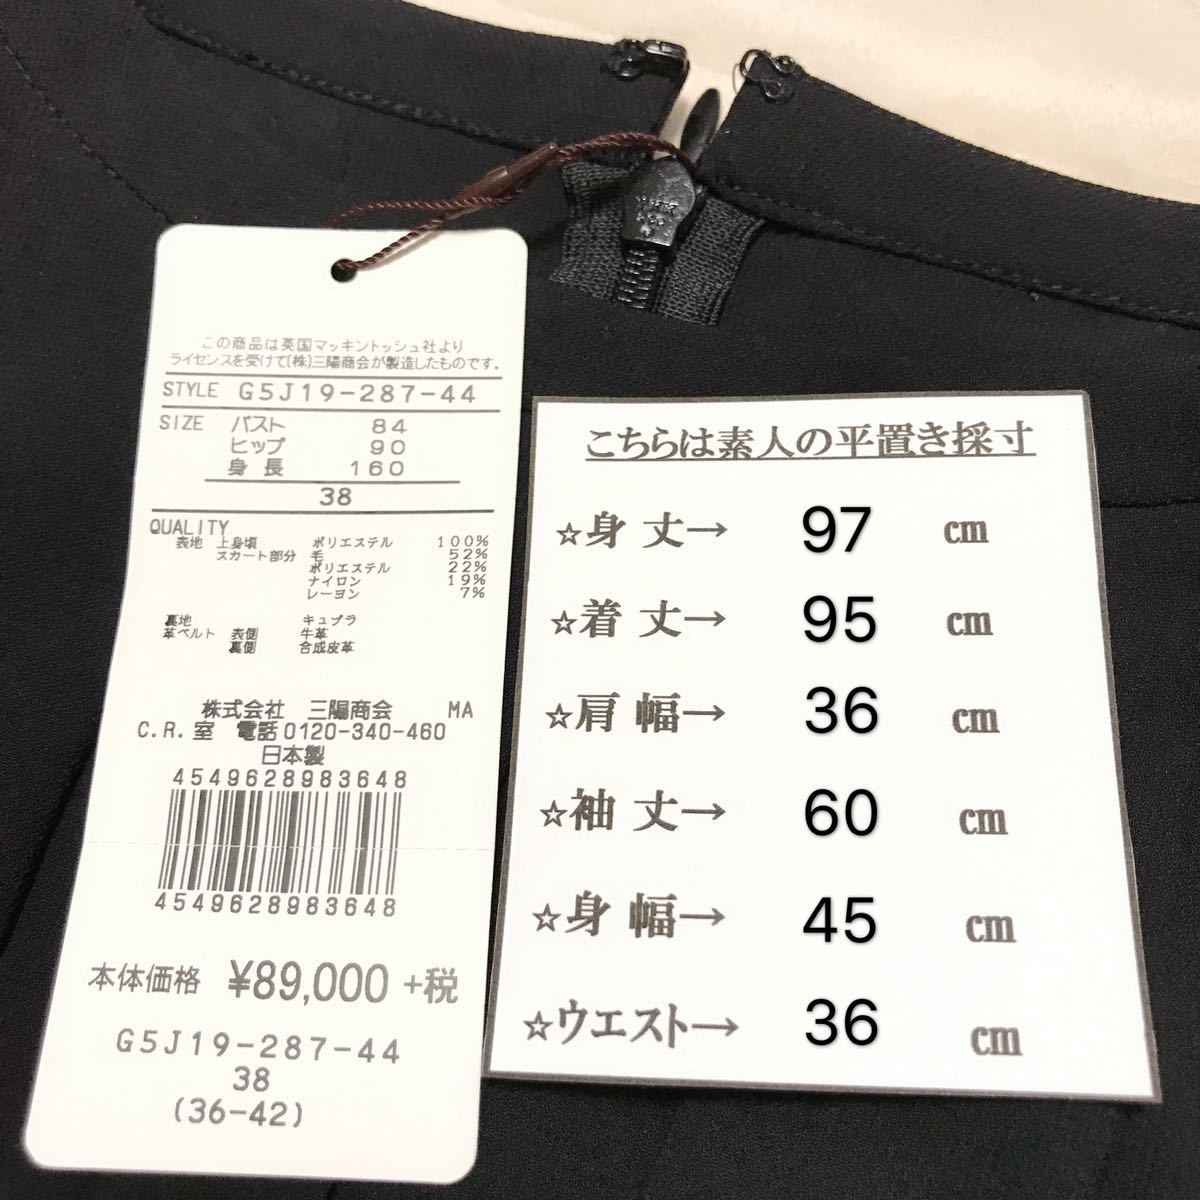 この商品は英国マッキントッシュ社より
ライセンスを受けて(株)三陽商会が製造したものです。
STYLE G5J19-287-44
SIZE バスト 84
ヒップ 90
身長 160
38
QUALITY
表地 上身頃 ポリエステル 100%
スカート部分 毛 52%
ポリエステル 22%
ナイロン 19%
レーヨン 7%
裏地 キュプラ
革ベルト 表側 牛革
裏側 合成皮革
株式会社 三陽商会 MA
C.R.室 電話0120-340-460
日本製
4549628983648
4549628983648
本体価格 ¥89,000 +税
G5J19-287-44
38
(36-42)
こちらは素人の平置き採寸
☆身 丈→ 97 cm
☆着 丈→ 95 cm
☆肩 幅→ 36 cm
☆袖 丈→ 60 cm
☆身 幅→ 45 cm
☆ウエスト→ 36 cm